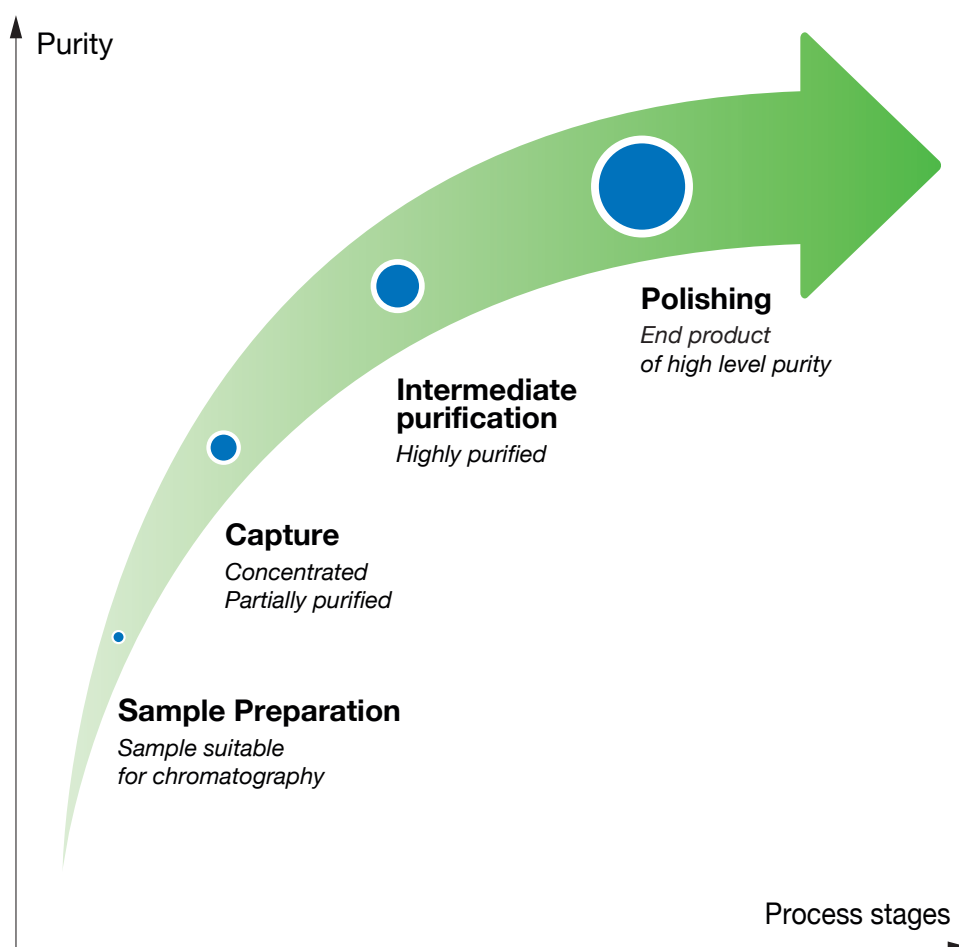 Purity
Polishing
End product
of high level purity
Intermediate
purification
Highly purified
Capture
Concentrated
Partially purified
Sample Preparation
Sample suitable
for chromatography
Process stages